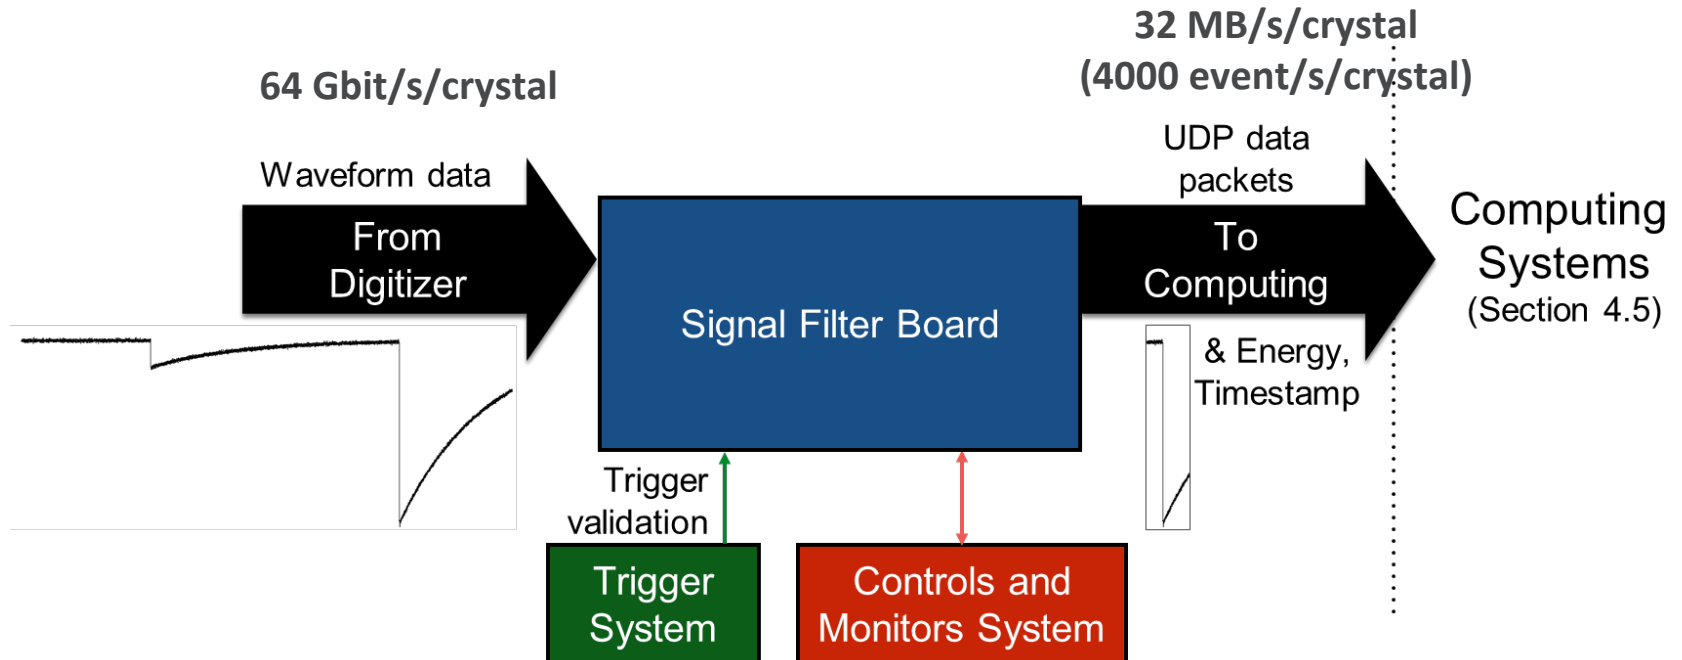 32 MB/s/crystal
(4000 event/s/crystal)
64 Gbit/s/crystal
Waveform data
From
Digitizer
Signal Filter Board
UDP data
packets
To
Computing
Computing
Systems
(Section 4.5)
& Energy,
Timestamp
Trigger
validation
Trigger
System
Controls and
Monitors System